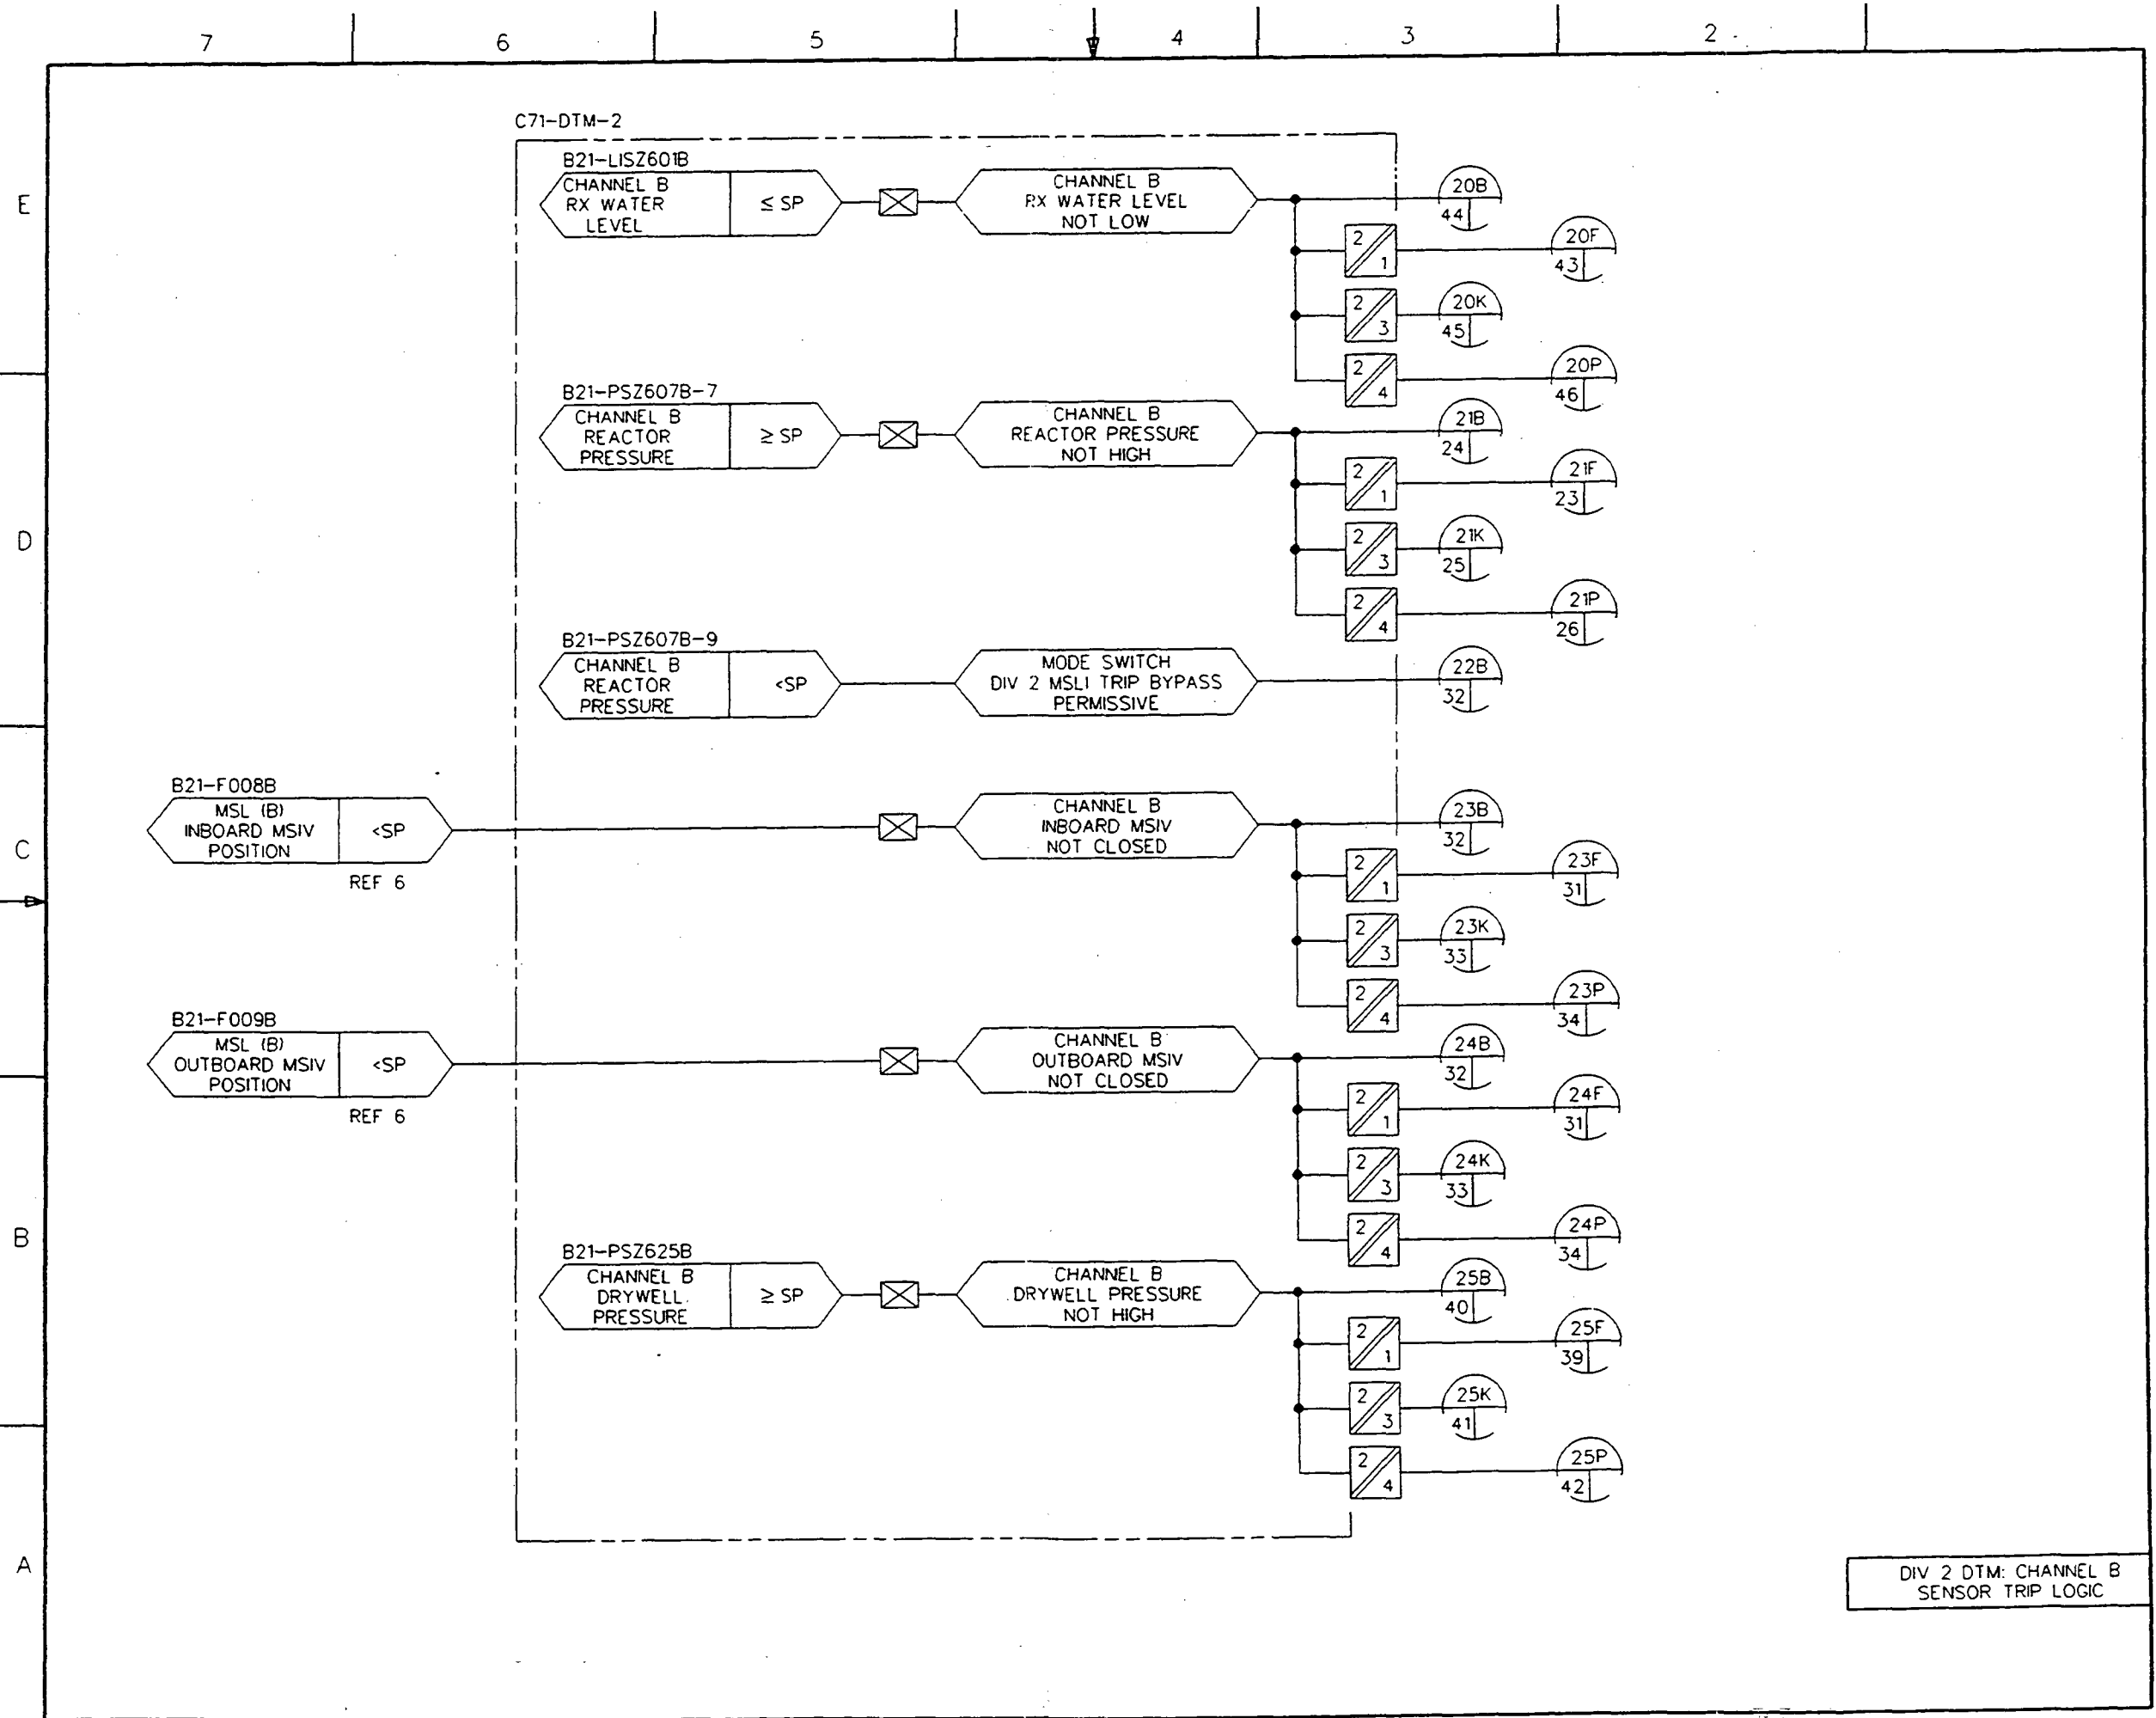 7 6 5 4 3 2
C71-DTM-2
B21-LISZ601B
E
CHANNEL B
RX WATER
LEVEL
≤ SP
CHANNEL B
RX WATER LEVEL
NOT LOW
20B
44
2
1
20F
43
2
3
20K
45
2
4
20P
46
B21-PSZ607B-7
CHANNEL B
REACTOR
PRESSURE
≥ SP
CHANNEL B
REACTOR PRESSURE
NOT HIGH
21B
24
2
1
21F
23
D
2
3
21K
25
2
4
21P
26
B21-PSZ607B-9
CHANNEL B
REACTOR
PRESSURE
<SP
MODE SWITCH
DIV 2 MSLI TRIP BYPASS
PERMISSIVE
22B
32
B21-F008B
MSL (B)
INBOARD MSIV
POSITION
<SP
REF 6
C
CHANNEL B
INBOARD MSIV
NOT CLOSED
23B
32
2
1
23F
31
2
3
23K
33
2
4
23P
34
B21-F009B
MSL (B)
OUTBOARD MSIV
POSITION
<SP
REF 6
CHANNEL B
OUTBOARD MSIV
NOT CLOSED
24B
32
2
1
24F
31
2
3
24K
33
B
2
4
24P
34
B21-PSZ625B
CHANNEL B
DRYWELL
PRESSURE
≥ SP
CHANNEL B
DRYWELL PRESSURE
NOT HIGH
25B
40
2
1
25F
39
2
3
25K
41
2
4
25P
42
A
DIV 2 DTM: CHANNEL B
SENSOR TRIP LOGIC